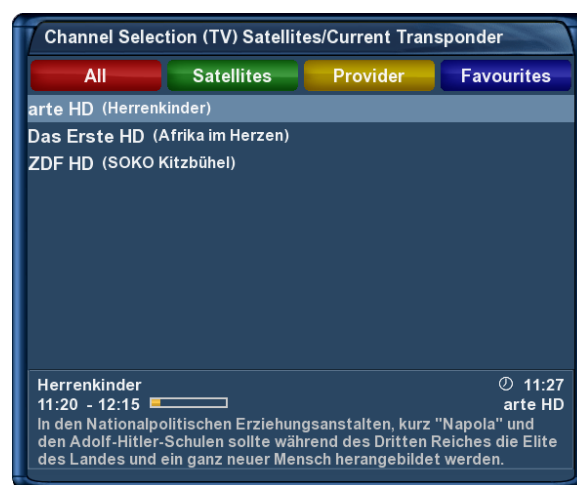 Channel Selection (TV) Satellites/Current Transponder
All Satellites Provider Favourites
arte HD (Herrenkinder)
Das Erste HD (Afrika im Herzen)
ZDF HD (SOKO Kitzbühel)
Herrenkinder 11:27
11:20 - 12:15 arte HD
In den Nationalpolitischen Erziehungsanstalten, kurz "Napola" und
den Adolf-Hitler-Schulen sollte während des Dritten Reiches die Elite
des Landes und ein ganz neuer Mensch herangebildet werden.